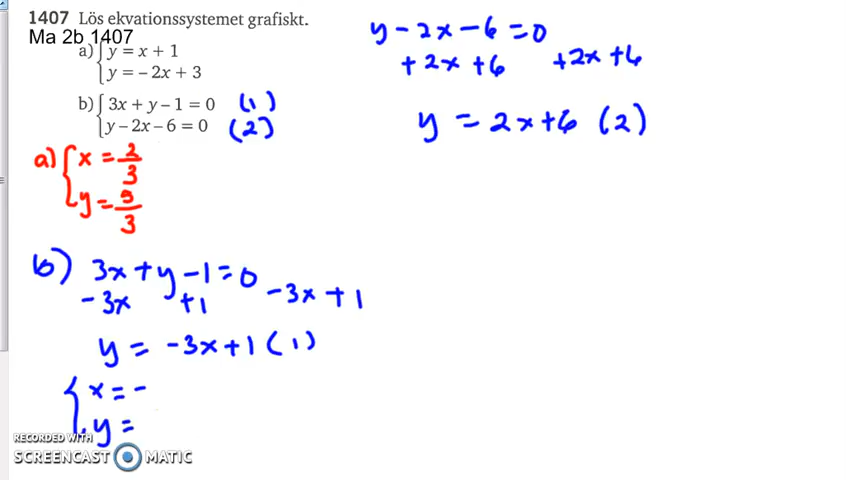 1407 Lös ekvationssystemet grafiskt.
Ma 2b 1407
a) { y = x + 1
y = - 2x + 3
b) { 3x + y - 1 = 0 (1)
y - 2x - 6 = 0 (2)
a) { x = 2/3
y = 5/3
b) 3x + y - 1 = 0
-3x +1 -3x + 1
y = -3x + 1 (1)
{ x = -
y =
y - 2x - 6 = 0
+ 2x + 6 + 2x + 6
y = 2x + 6 (2)
RECORDED WITH
SCREENCAST MATIC